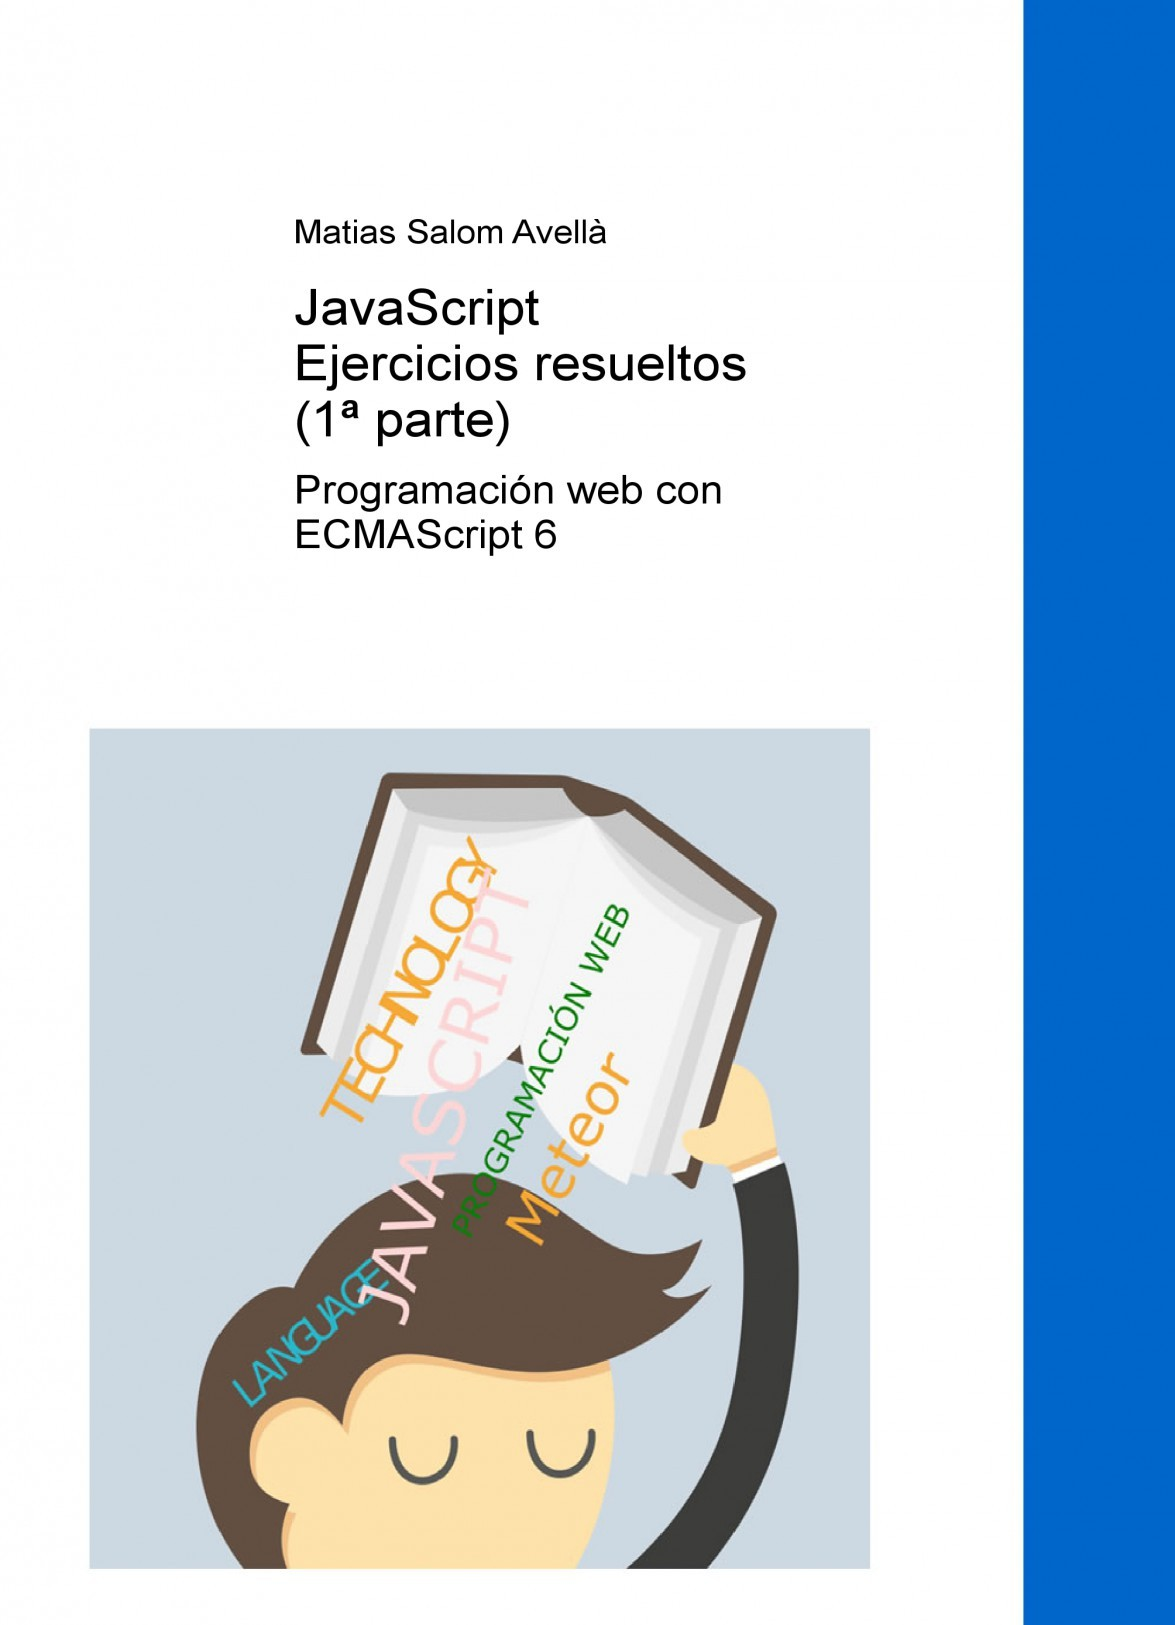 Matias Salom Avellà
JavaScript
Ejercicios resueltos
(1ª parte)
Programación web con
ECMAScript 6
TECHNOLOGY
JAVASCRIPT
PROGRAMACIÓN WEB
Meteor
LANGUAGE